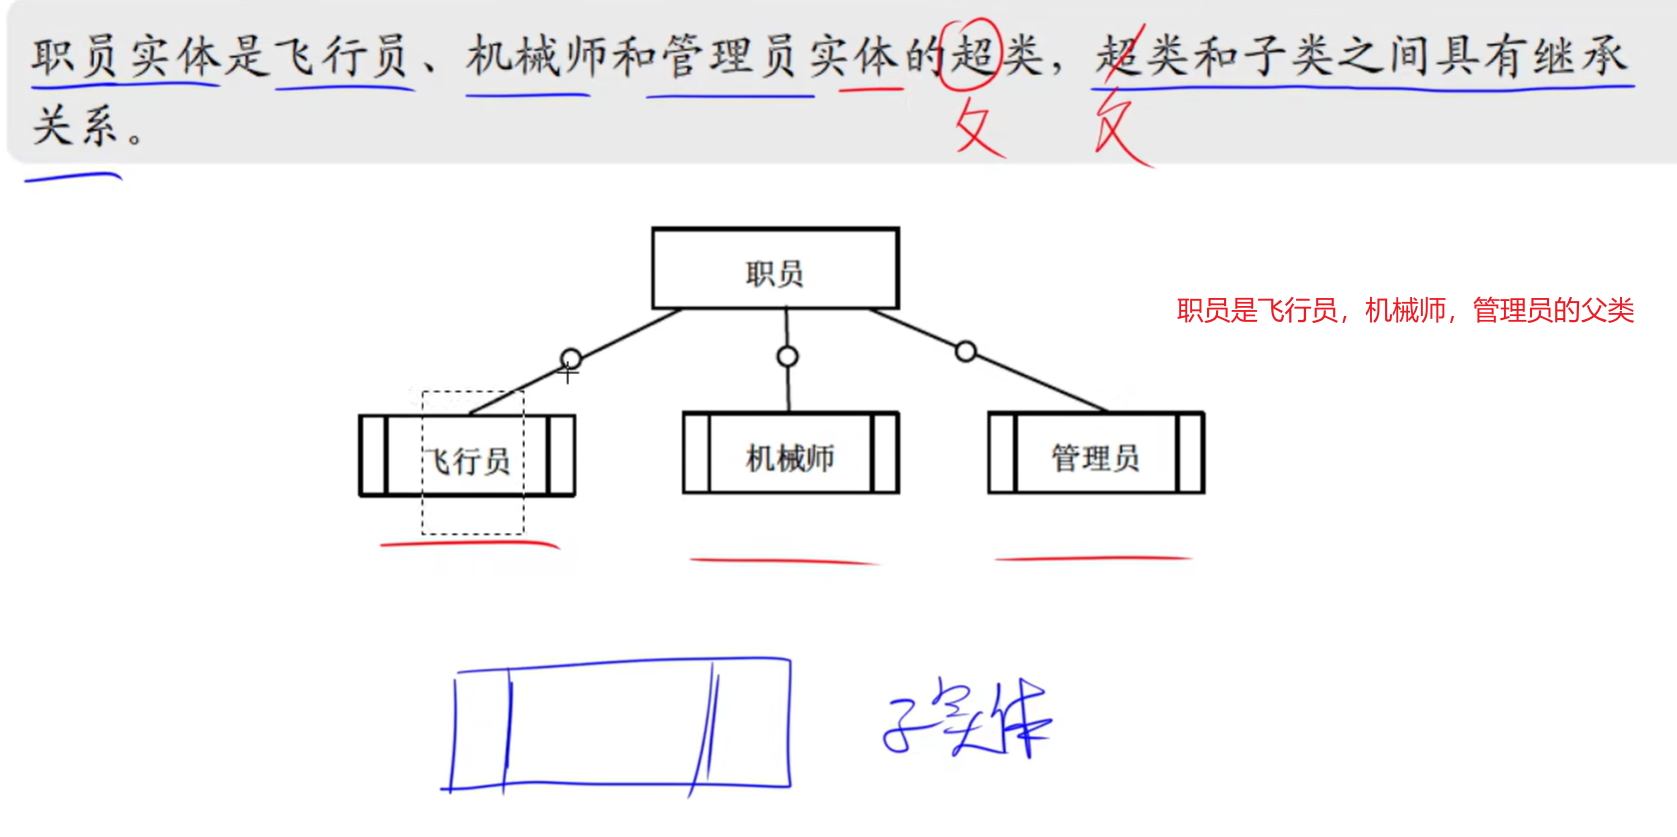 职员实体是飞行员、机械师和管理员实体的超类，超类和子类之间具有继承
关系。
父 父
职员
职员是飞行员，机械师，管理员的父类
飞行员 机械师 管理员
子实体